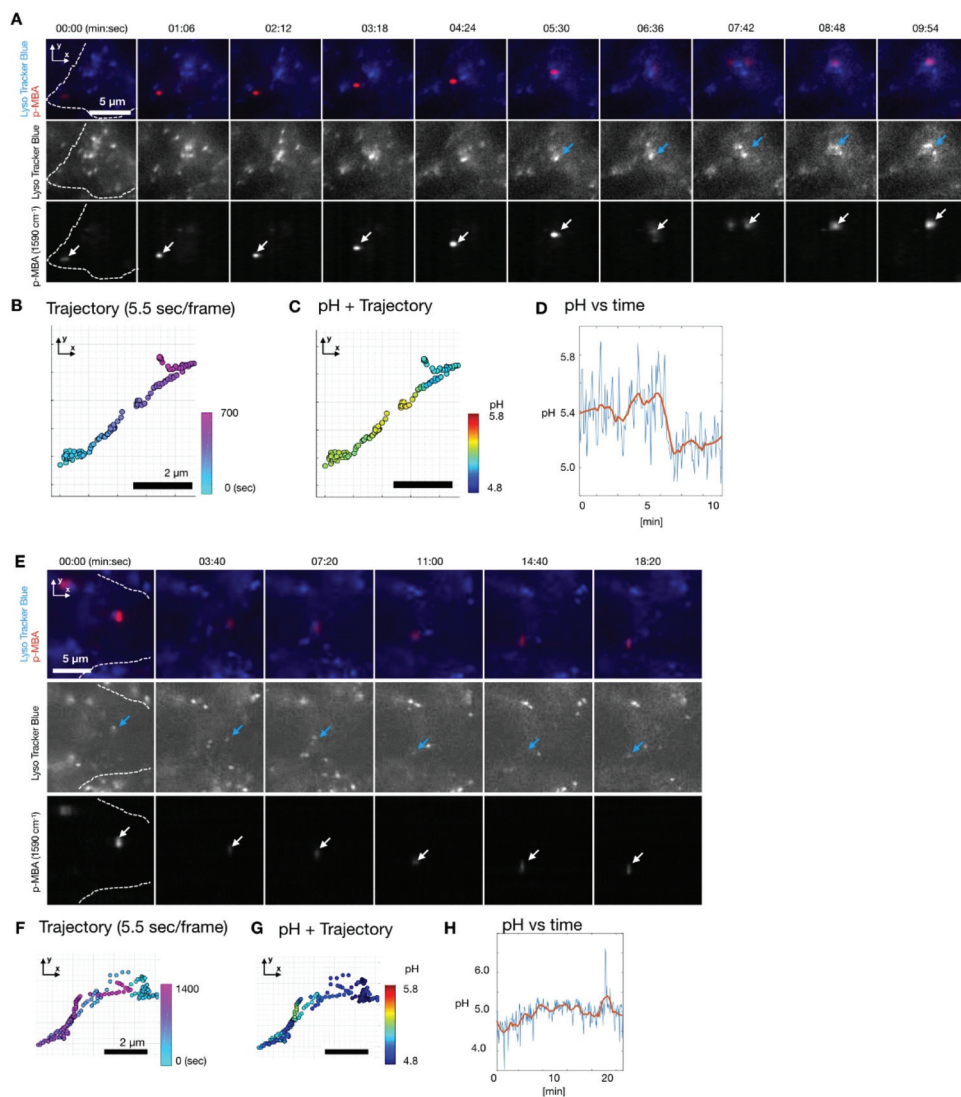 A
00:00 (min:sec) 01:06 02:12 03:18 04:24 05:30 06:36 07:42 08:48 09:54
Lyso Tracker Blue
p-MBA
y
x
5 µm
Lyso Tracker Blue
p-MBA (1590 cm⁻¹)
B Trajectory (5.5 sec/frame)
y
x
700
0 (sec)
2 µm
C pH + Trajectory
y
x
pH
5.8
4.8
D pH vs time
5.8
5.4
5.0
pH
0 5 10
[min]
E
00:00 (min:sec) 03:40 07:20 11:00 14:40 18:20
Lyso Tracker Blue
p-MBA
y
x
5 µm
Lyso Tracker Blue
p-MBA (1590 cm⁻¹)
F Trajectory (5.5 sec/frame)
y
x
1400
0 (sec)
2 µm
G pH + Trajectory
y
x
pH
5.8
4.8
H pH vs time
6.0
5.0
4.0
pH
0 10 20
[min]